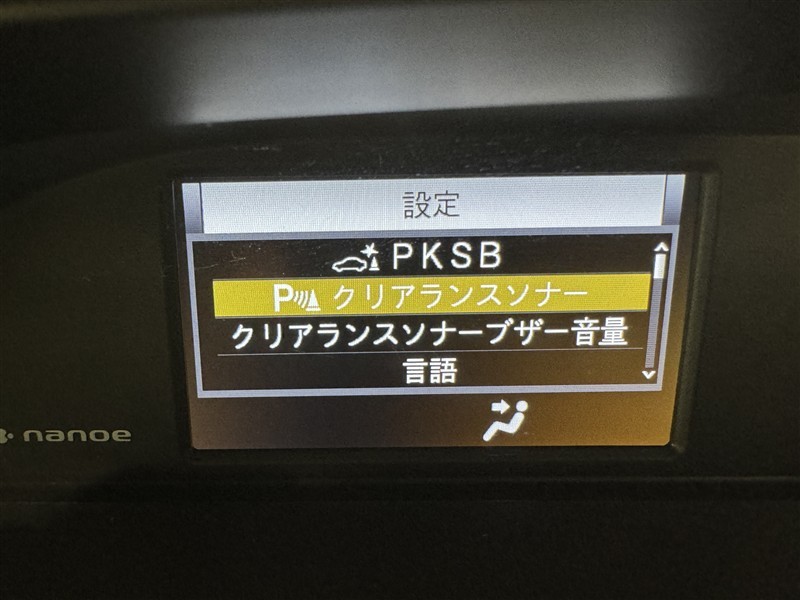 設定
PKSB
P クリアランスソナー
クリアランスソナーブザー音量
言語
nanoe